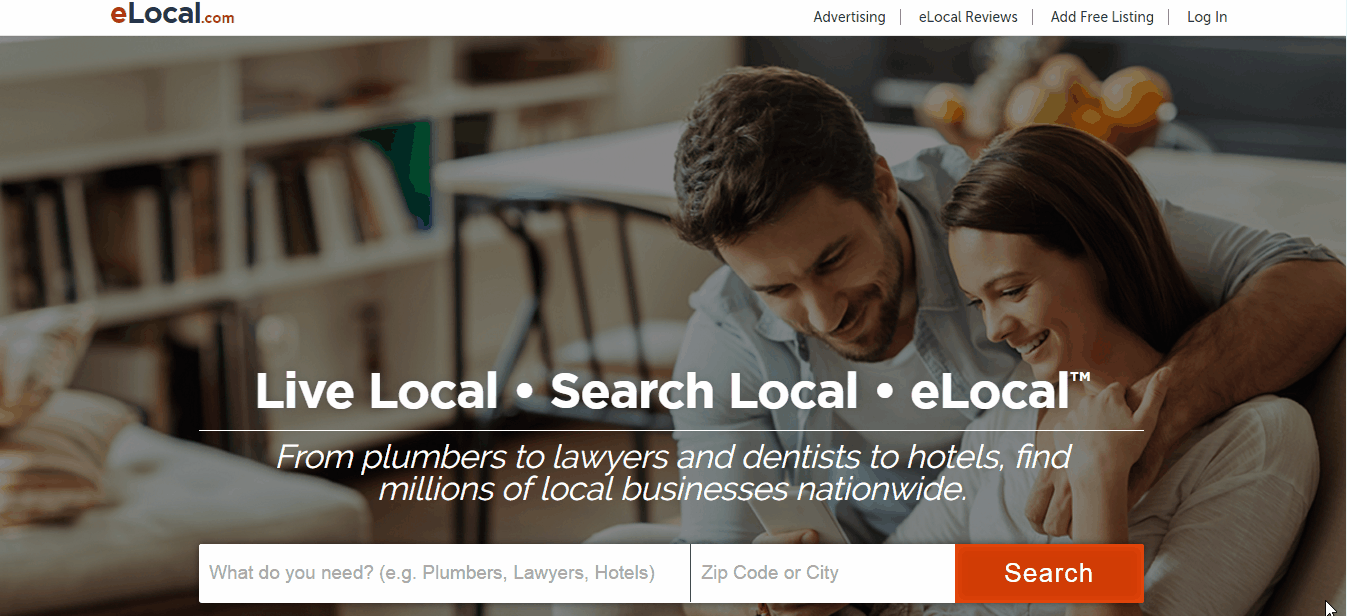 eLocal.com
Advertising
eLocal Reviews
Add Free Listing
Log In
Live Local • Search Local • eLocal™
From plumbers to lawyers and dentists to hotels, find
millions of local businesses nationwide.
What do you need? (e.g. Plumbers, Lawyers, Hotels)
Zip Code or City
Search